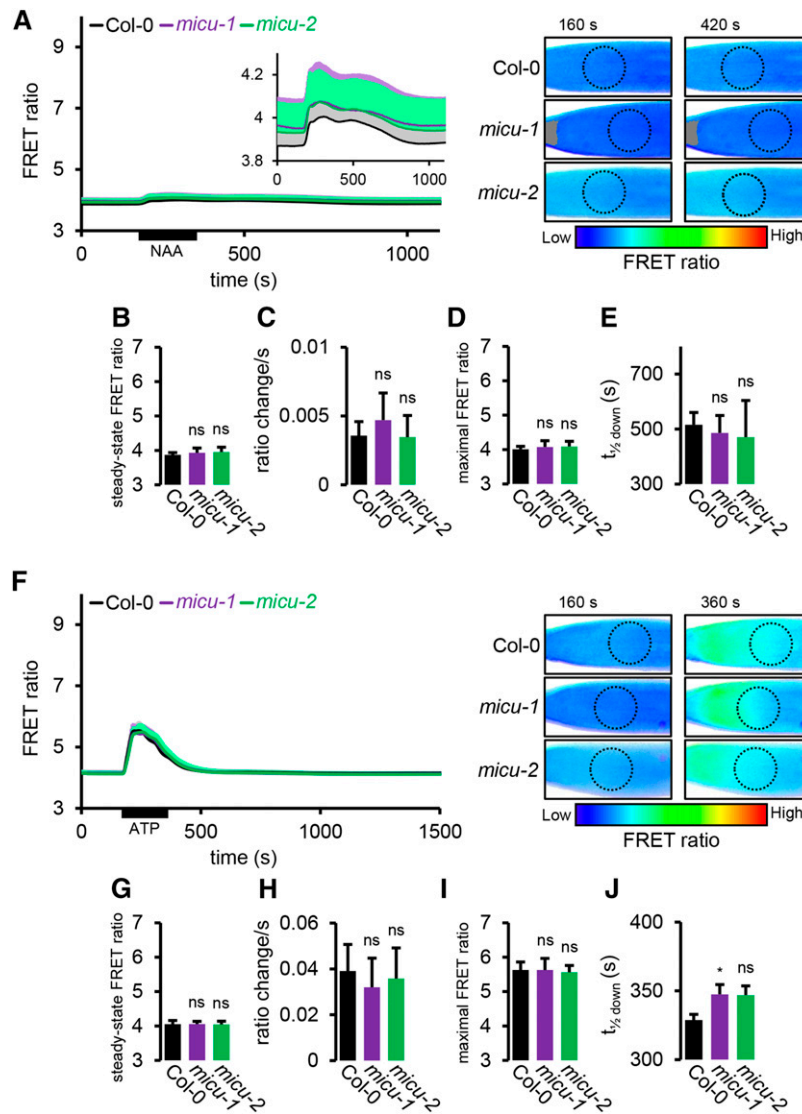 A
Col-0 micu-1 micu-2
9
7
5
3
FRET ratio
0 500 1000
NAA
time (s)
4.2
4
3.8
0 500 1000
160 s 420 s
Col-0
micu-1
micu-2
Low High
FRET ratio
B
steady-state FRET ratio
7
6
5
4
3
ns ns
Col-0 micu-1 micu-2
C
ratio change/s
0.01
0.005
0
ns
ns
Col-0 micu-1 micu-2
D
maximal FRET ratio
7
6
5
4
3
ns ns
Col-0 micu-1 micu-2
E
t½ down (s)
700
500
300
ns ns
Col-0 micu-1 micu-2
F
Col-0 micu-1 micu-2
9
7
5
3
FRET ratio
0 500 1000 1500
ATP
time (s)
160 s 360 s
Col-0
micu-1
micu-2
Low High
FRET ratio
G
steady-state FRET ratio
7
6
5
4
3
ns ns
Col-0 micu-1 micu-2
H
ratio change/s
0.06
0.04
0.02
0
ns ns
Col-0 micu-1 micu-2
I
maximal FRET ratio
7
6
5
4
3
ns ns
Col-0 micu-1 micu-2
J
t½ down (s)
400
350
300
* ns
Col-0 micu-1 micu-2